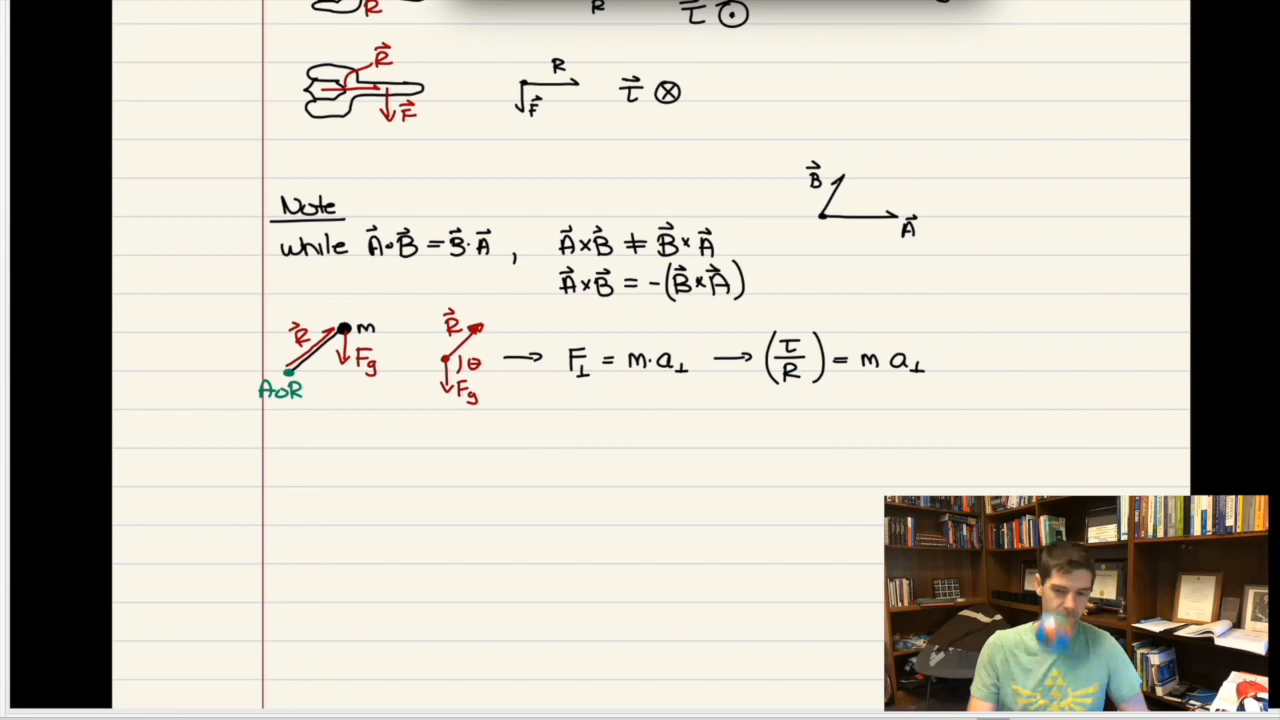 R
R
τ⃗ ⊙
R⃗
F⃗
R
F⃗
τ⃗ ⊗
B⃗
A⃗
Note
while A⃗·B⃗ = B⃗·A⃗ , A⃗×B⃗ ≠ B⃗×A⃗
A⃗×B⃗ = -(B⃗×A⃗)
R⃗ m
Fg
AoR
R⃗
θ
Fg
→ F⊥ = m·a⊥ → (τ/R) = m a⊥